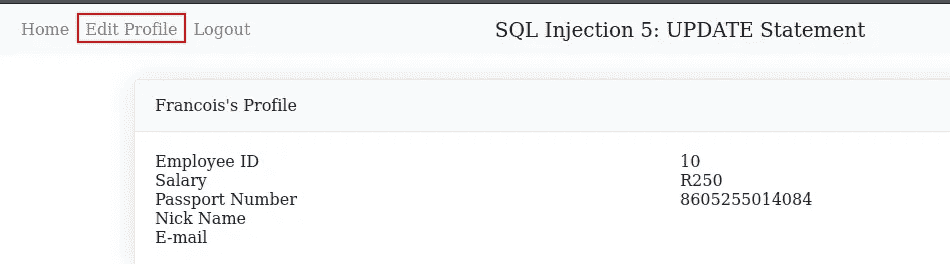 Home Edit Profile Logout SQL Injection 5: UPDATE Statement
Francois's Profile
Employee ID 10
Salary R250
Passport Number 8605255014084
Nick Name
E-mail